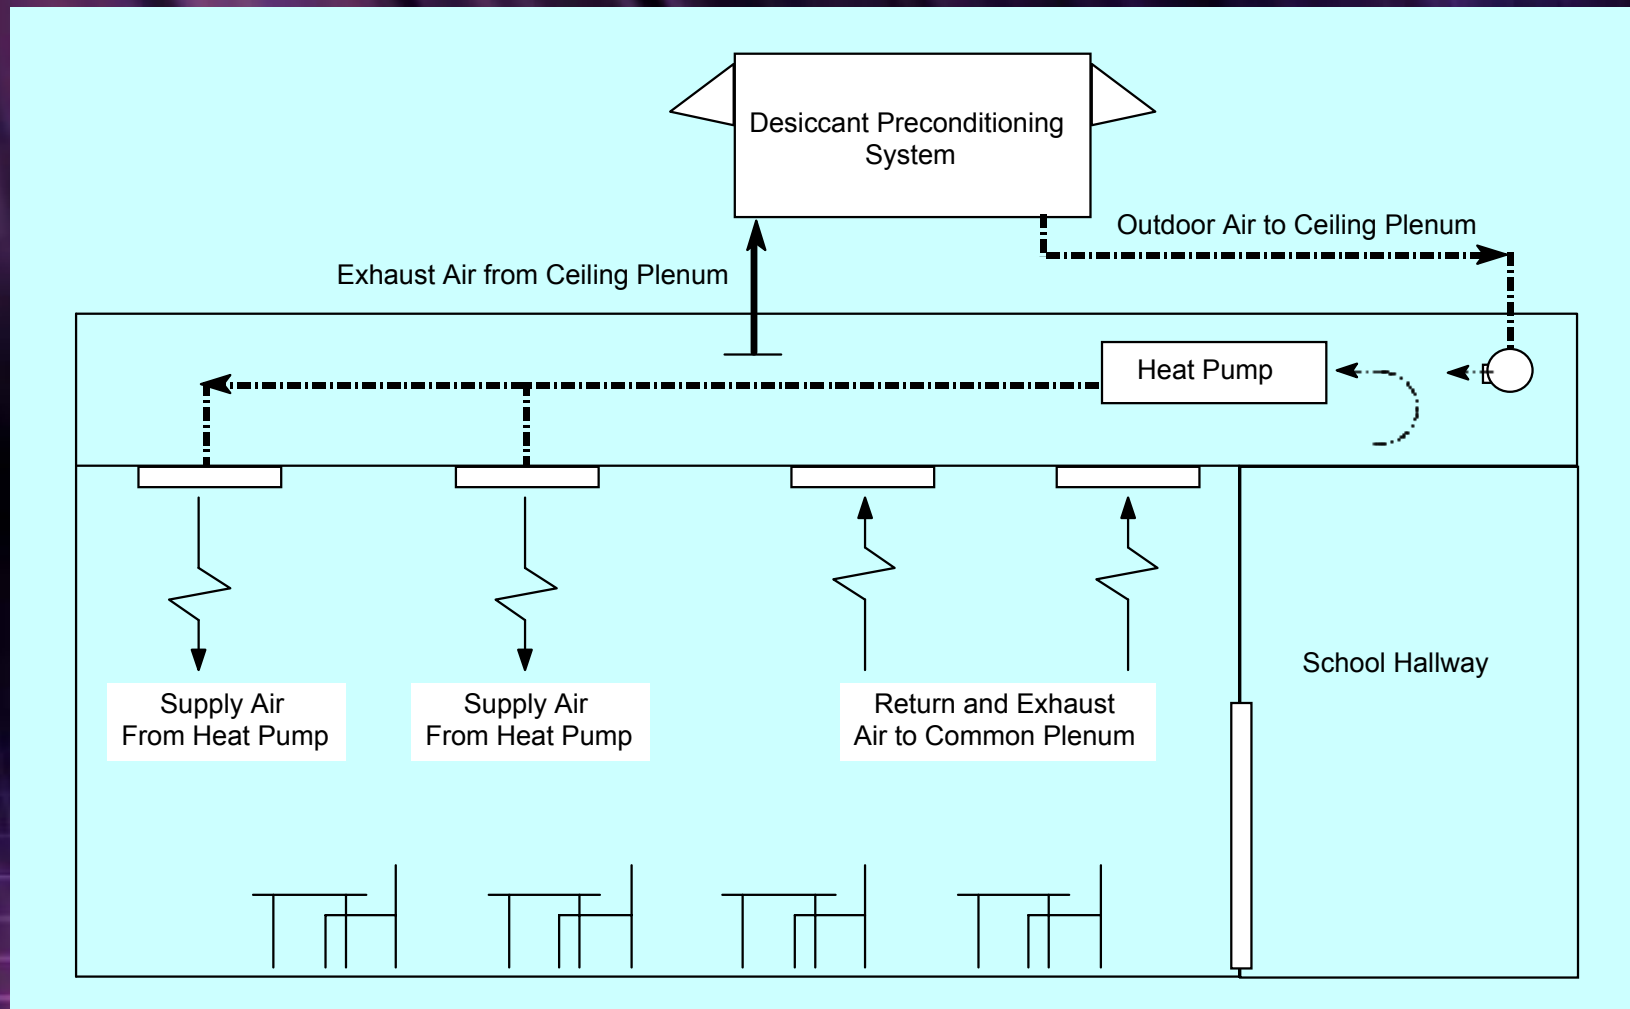 Desiccant Preconditioning
System
Outdoor Air to Ceiling Plenum
Exhaust Air from Ceiling Plenum
Heat Pump
School Hallway
Supply Air
From Heat Pump
Supply Air
From Heat Pump
Return and Exhaust
Air to Common Plenum